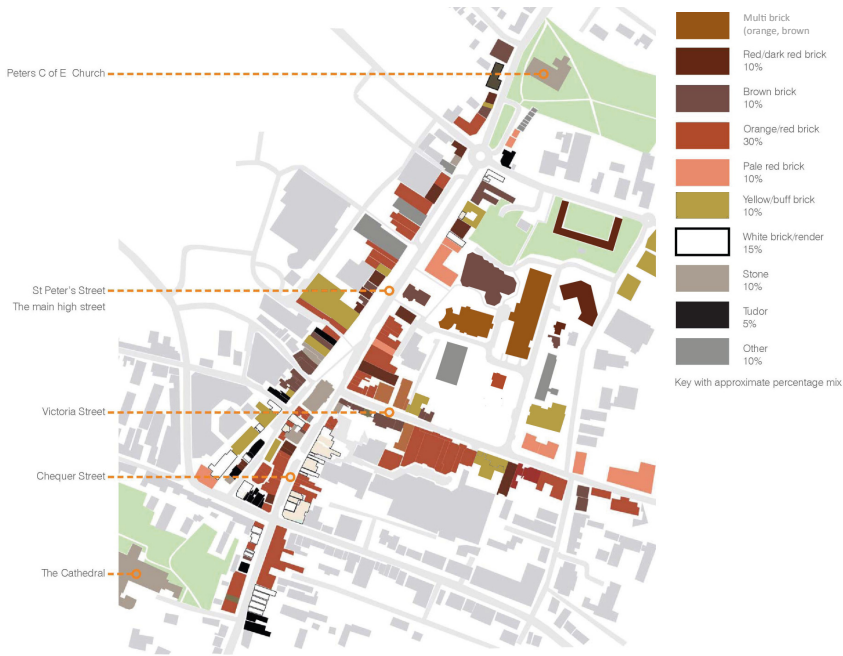 Peters C of E Church
St Peter's Street
The main high street
Victoria Street
Chequer Street
The Cathedral
Multi brick
(orange, brown
Red/dark red brick
10%
Brown brick
10%
Orange/red brick
30%
Pale red brick
10%
Yellow/buff brick
10%
White brick/render
15%
Stone
10%
Tudor
5%
Other
10%
Key with approximate percentage mix